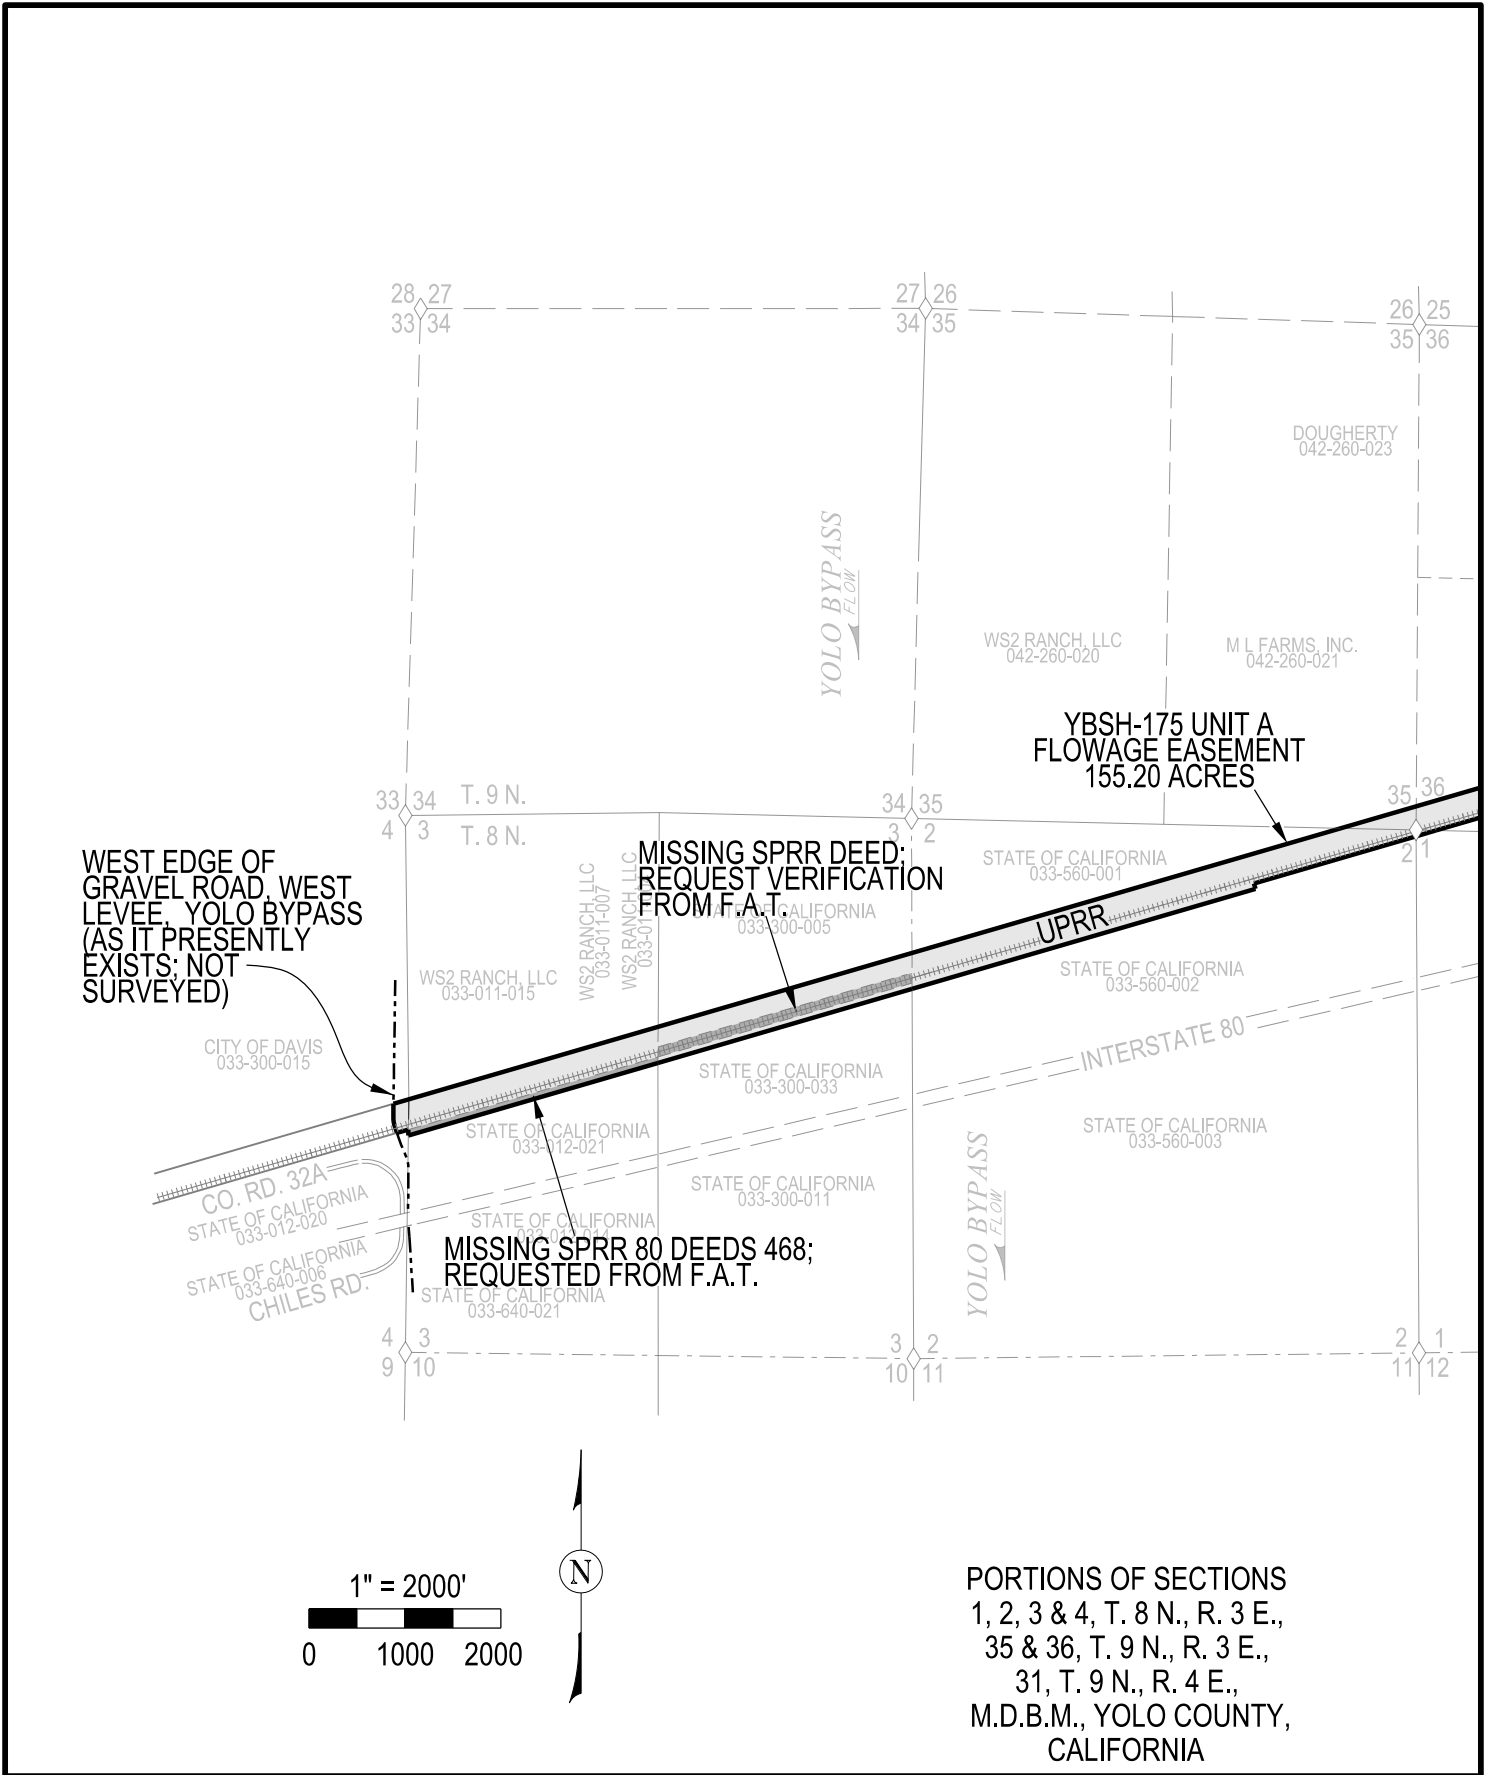 28 27
33 34
27 26
34 35
26 25
35 36
DOUGHERTY
042-260-023
YOLO BYPASS
FLOW
WS2 RANCH, LLC
042-260-020
M L FARMS, INC.
042-260-021
YBSH-175 UNIT A
FLOWAGE EASEMENT
155.20 ACRES
33 34
4 3
T. 9 N.
T. 8 N.
34 35
3 2
35 36
2 1
WEST EDGE OF
GRAVEL ROAD, WEST
LEVEE, YOLO BYPASS
(AS IT PRESENTLY
EXISTS; NOT
SURVEYED)
MISSING SPRR DEED;
REQUEST VERIFICATION
FROM F.A.T.
STATE OF CALIFORNIA
033-300-005
STATE OF CALIFORNIA
033-560-001
WS2 RANCH, LLC
033-011-007
WS2 RANCH, LLC
WS2 RANCH, LLC
033-011-015
UPRR
STATE OF CALIFORNIA
033-560-002
CITY OF DAVIS
033-300-015
INTERSTATE 80
STATE OF CALIFORNIA
033-300-033
STATE OF CALIFORNIA
033-012-021
STATE OF CALIFORNIA
033-560-003
CO. RD. 32A
STATE OF CALIFORNIA
033-012-020
STATE OF CALIFORNIA
033-300-011
STATE OF CALIFORNIA
033-012-014
YOLO BYPASS
FLOW
MISSING SPRR 80 DEEDS 468;
REQUESTED FROM F.A.T.
STATE OF CALIFORNIA
033-640-006
CHILES RD.
STATE OF CALIFORNIA
033-640-021
4 3
9 10
3 2
10 11
2 1
11 12
N
1" = 2000'
0 1000 2000
PORTIONS OF SECTIONS
1, 2, 3 & 4, T. 8 N., R. 3 E.,
35 & 36, T. 9 N., R. 3 E.,
31, T. 9 N., R. 4 E.,
M.D.B.M., YOLO COUNTY,
CALIFORNIA